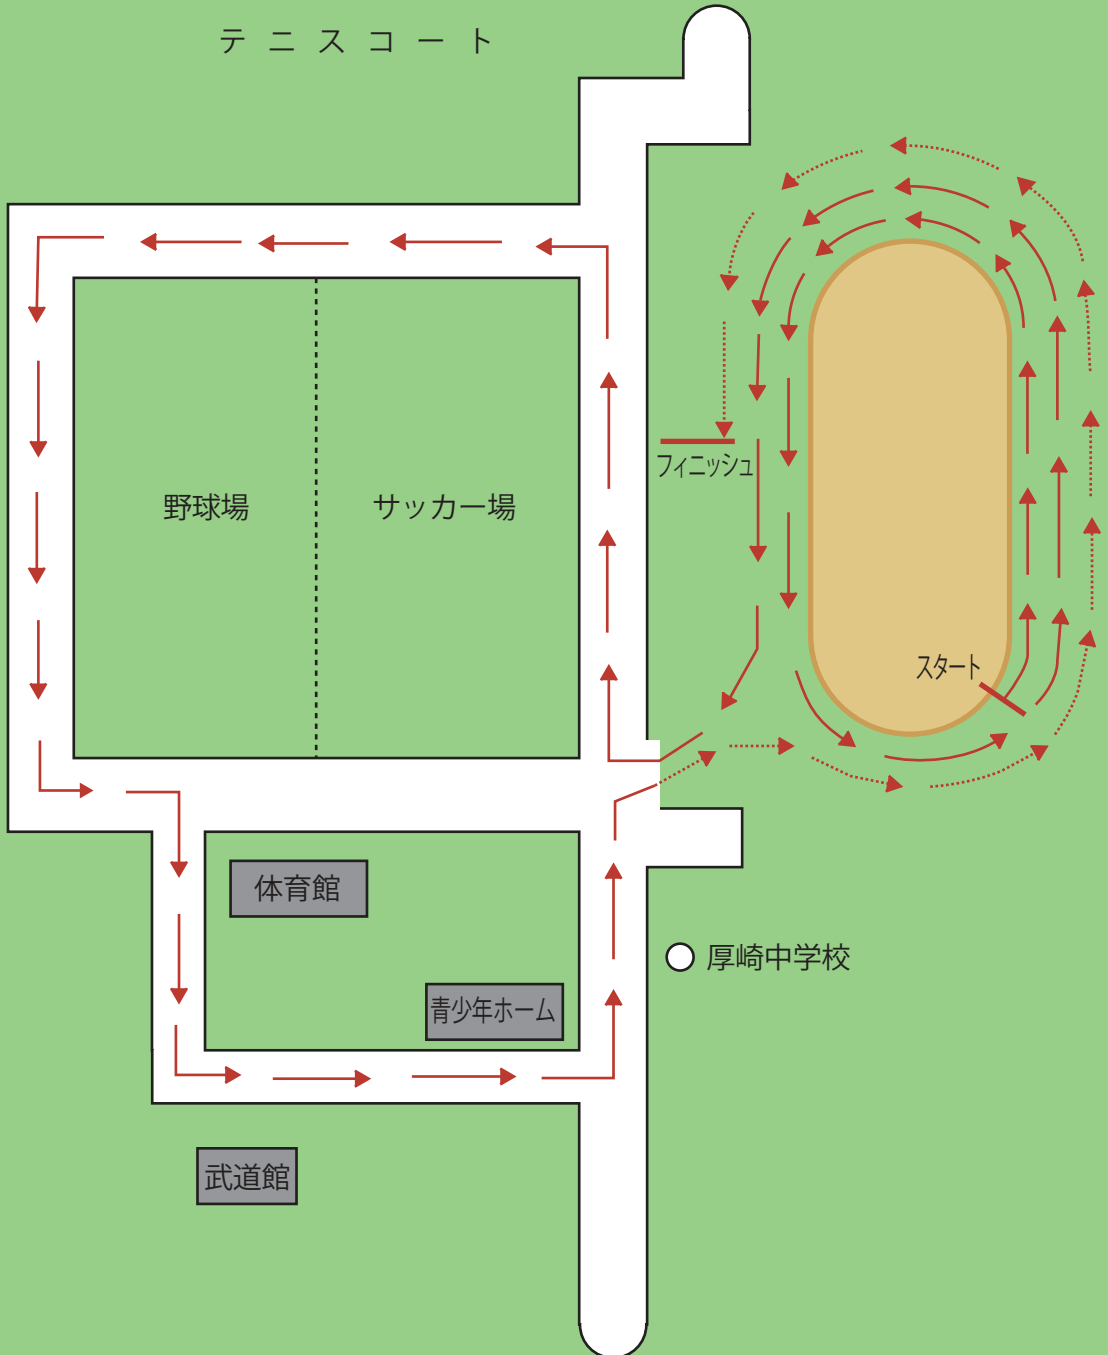 テニスコート
フィニッシュ
野球場
サッカー場
スタート
体育館
厚崎中学校
青少年ホーム
武道館